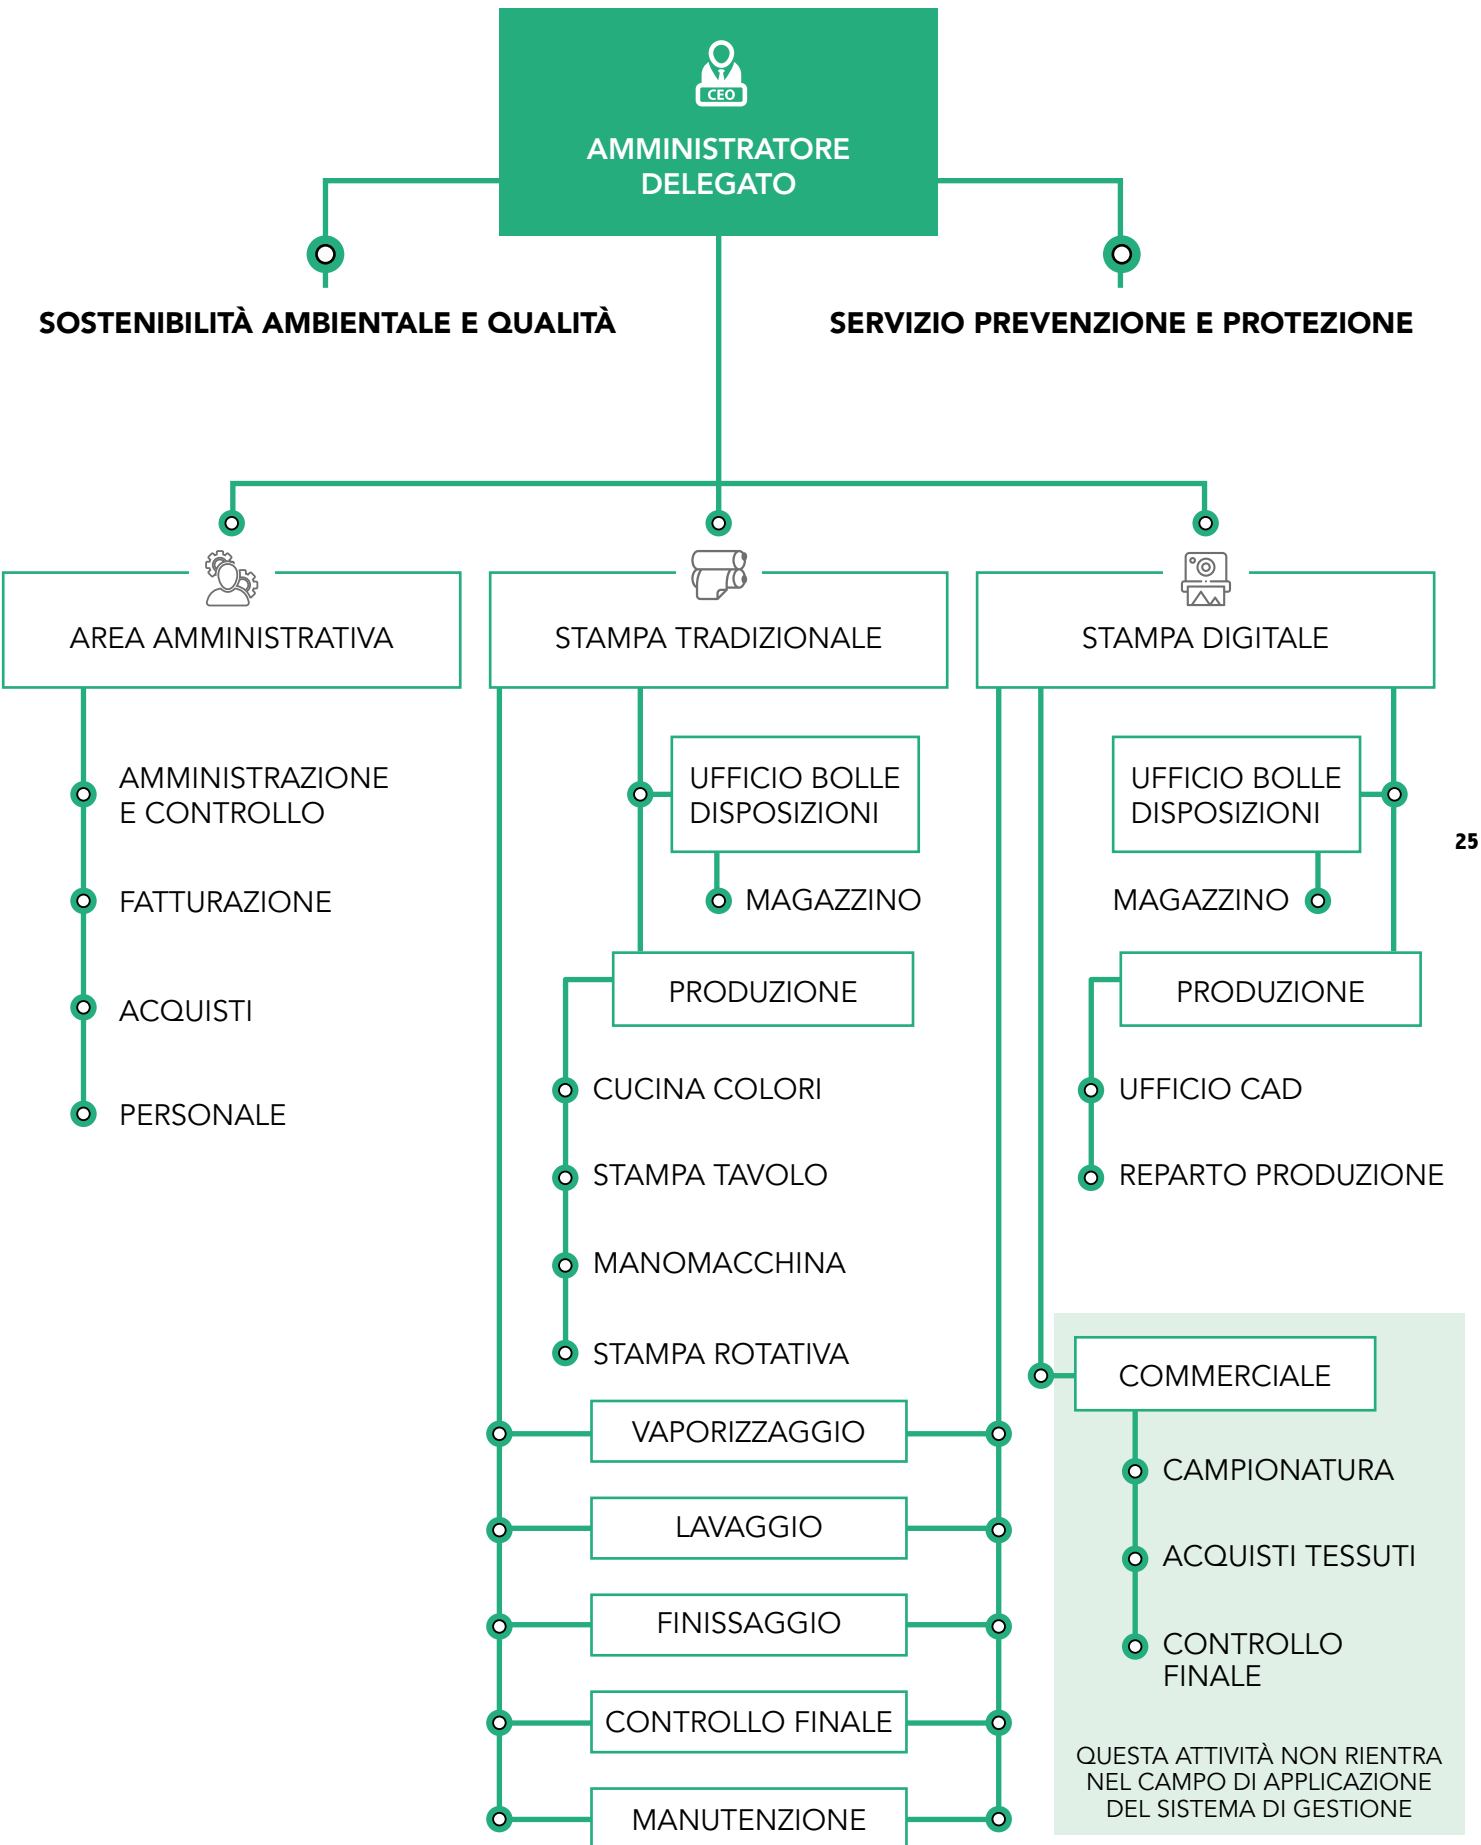 CEO
AMMINISTRATORE
DELEGATO
SOSTENIBILITÀ AMBIENTALE E QUALITÀ
SERVIZIO PREVENZIONE E PROTEZIONE
AREA AMMINISTRATIVA
AMMINISTRAZIONE
E CONTROLLO
FATTURAZIONE
ACQUISTI
PERSONALE
STAMPA TRADIZIONALE
UFFICIO BOLLE
DISPOSIZIONI
MAGAZZINO
PRODUZIONE
CUCINA COLORI
STAMPA TAVOLO
MANOMACCHINA
STAMPA ROTATIVA
VAPORIZZAGGIO
LAVAGGIO
FINISSAGGIO
CONTROLLO FINALE
MANUTENZIONE
STAMPA DIGITALE
UFFICIO BOLLE
DISPOSIZIONI
MAGAZZINO
PRODUZIONE
UFFICIO CAD
REPARTO PRODUZIONE
COMMERCIALE
CAMPIONATURA
ACQUISTI TESSUTI
CONTROLLO
FINALE
QUESTA ATTIVITÀ NON RIENTRA
NEL CAMPO DI APPLICAZIONE
DEL SISTEMA DI GESTIONE
25